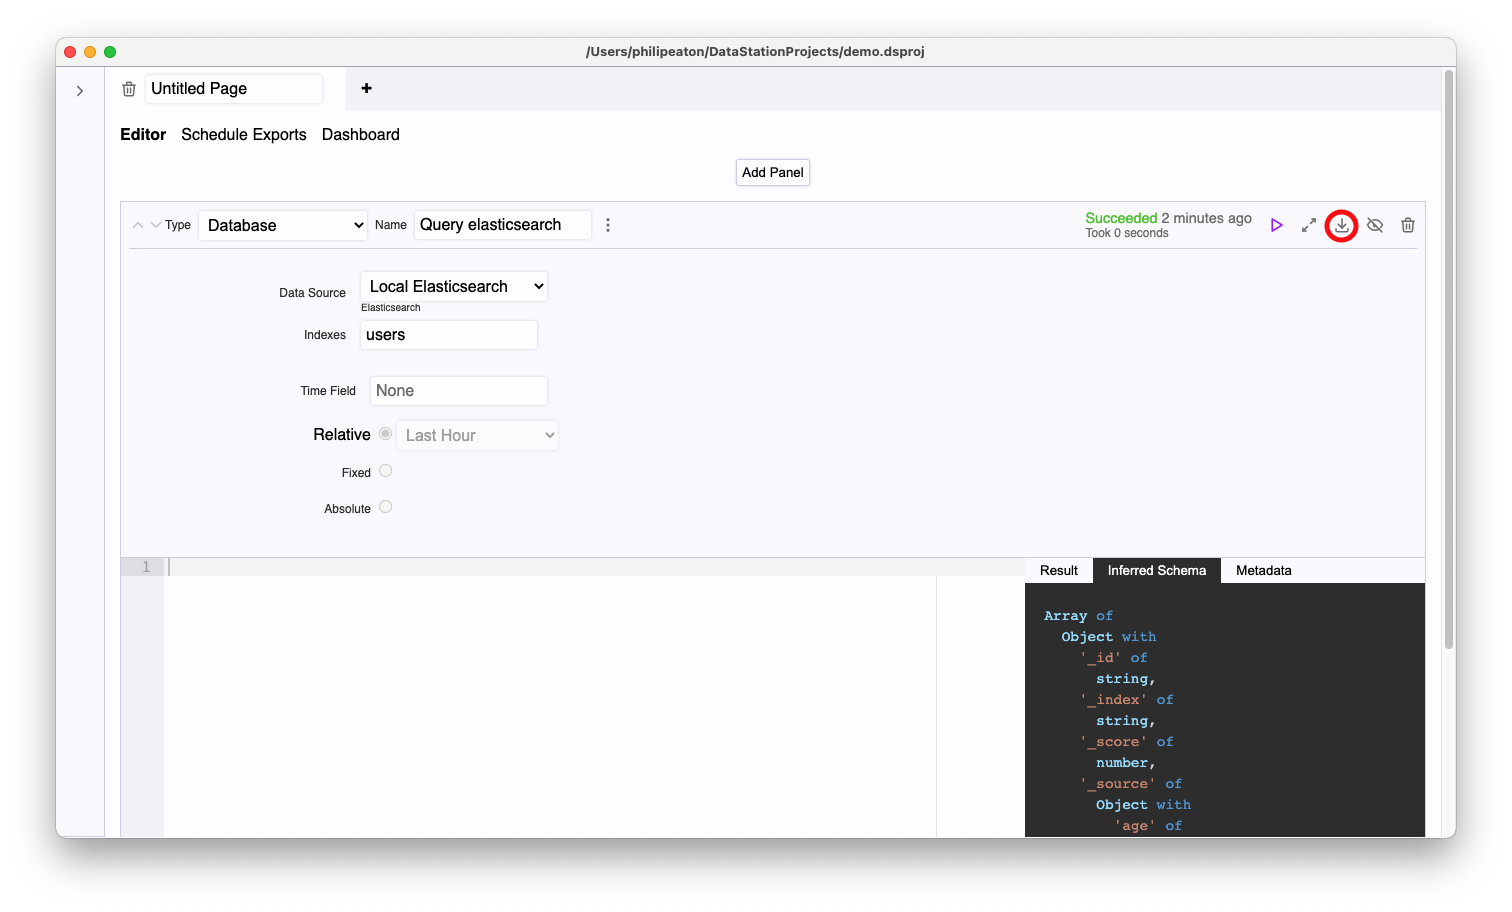 /Users/philipeaton/DataStationProjects/demo.dsproj
Untitled Page
+
Editor Schedule Exports Dashboard
Add Panel
Type Database Name Query elasticsearch
Succeeded 2 minutes ago
Took 0 seconds
Data Source Local Elasticsearch
Elasticsearch
Indexes users
Time Field None
Relative Last Hour
Fixed
Absolute
1
Result Inferred Schema Metadata
Array of
Object with
'_id' of
string,
'_index' of
string,
'_score' of
number,
'_source' of
Object with
'age' of